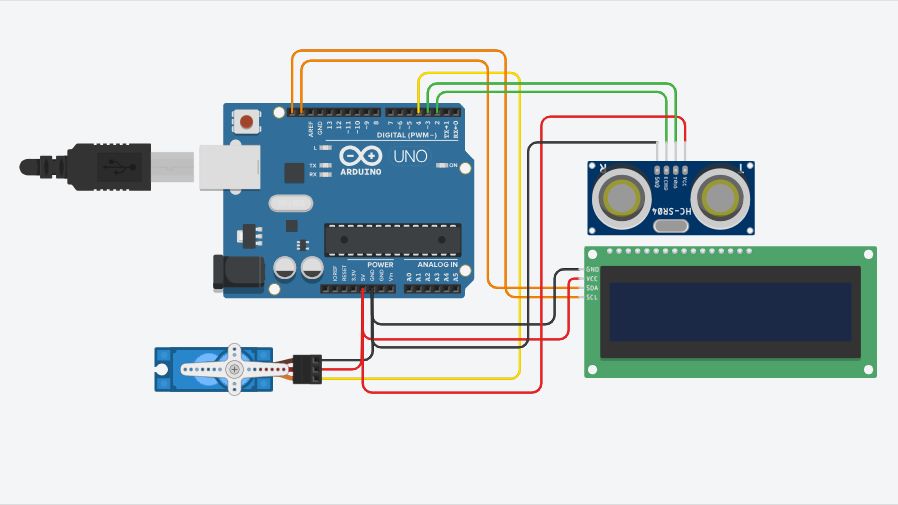 AREF
GND
13
12
~11
~10
~9
8
7
~6
~5
4
~3
2
TX→1
RX←0
DIGITAL (PWM~)
L
TX
RX
UNO
ARDUINO
ON
POWER
ANALOG IN
IOREF
RESET
3.3V
5V
GND
GND
Vin
A0
A1
A2
A3
A4
A5
R
T
GND
ECHO
TRIG
VCC
HC-SR04
GND
VCC
SDA
SCL